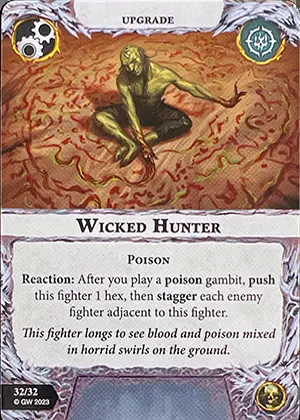 UPGRADE
WICKED HUNTER
POISON
Reaction: After you play a poison gambit, push
this fighter 1 hex, then stagger each enemy
fighter adjacent to this fighter.
This fighter longs to see blood and poison mixed
in horrid swirls on the ground.
32/32
© GW 2023